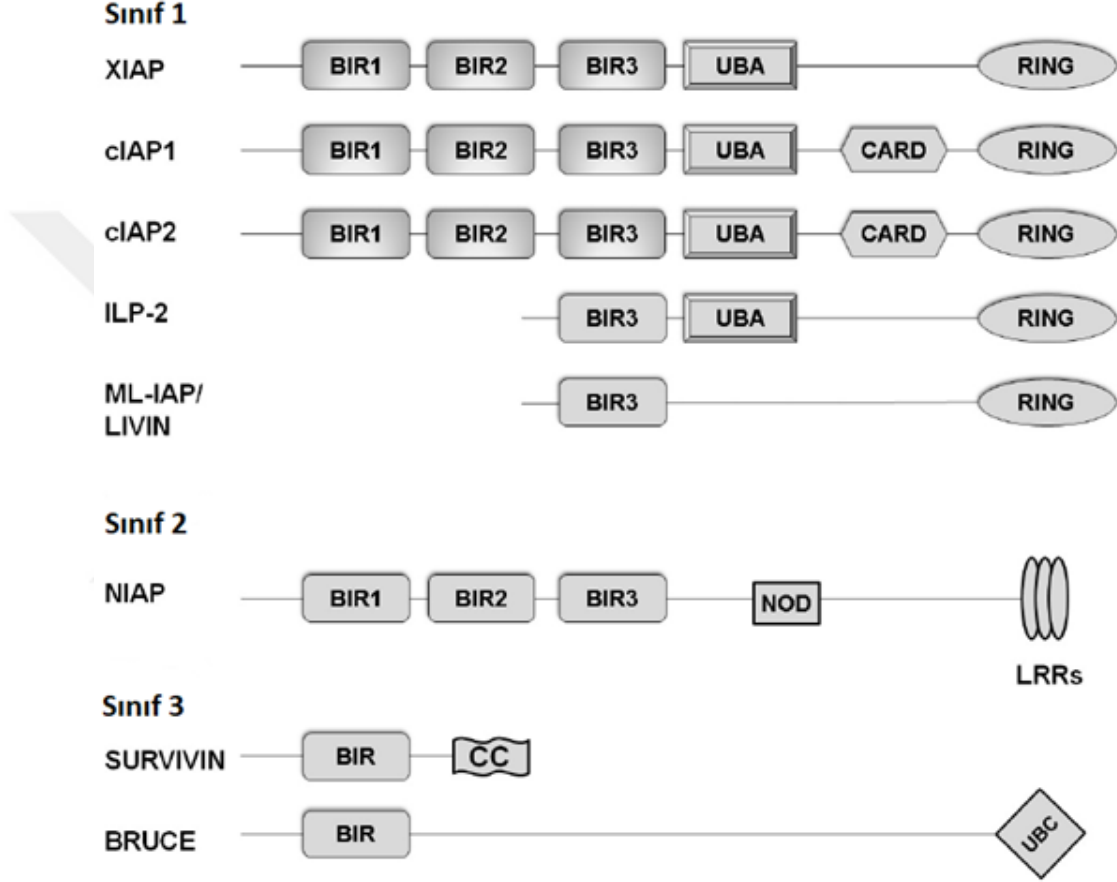 Sınıf 1
XIAP BIR1 BIR2 BIR3 UBA RING
cIAP1 BIR1 BIR2 BIR3 UBA CARD RING
cIAP2 BIR1 BIR2 BIR3 UBA CARD RING
ILP-2 BIR3 UBA RING
ML-IAP/ BIR3 RING
LIVIN
Sınıf 2
NIAP BIR1 BIR2 BIR3 NOD
LRRs
Sınıf 3
SURVIVIN BIR CC
BRUCE BIR UBC